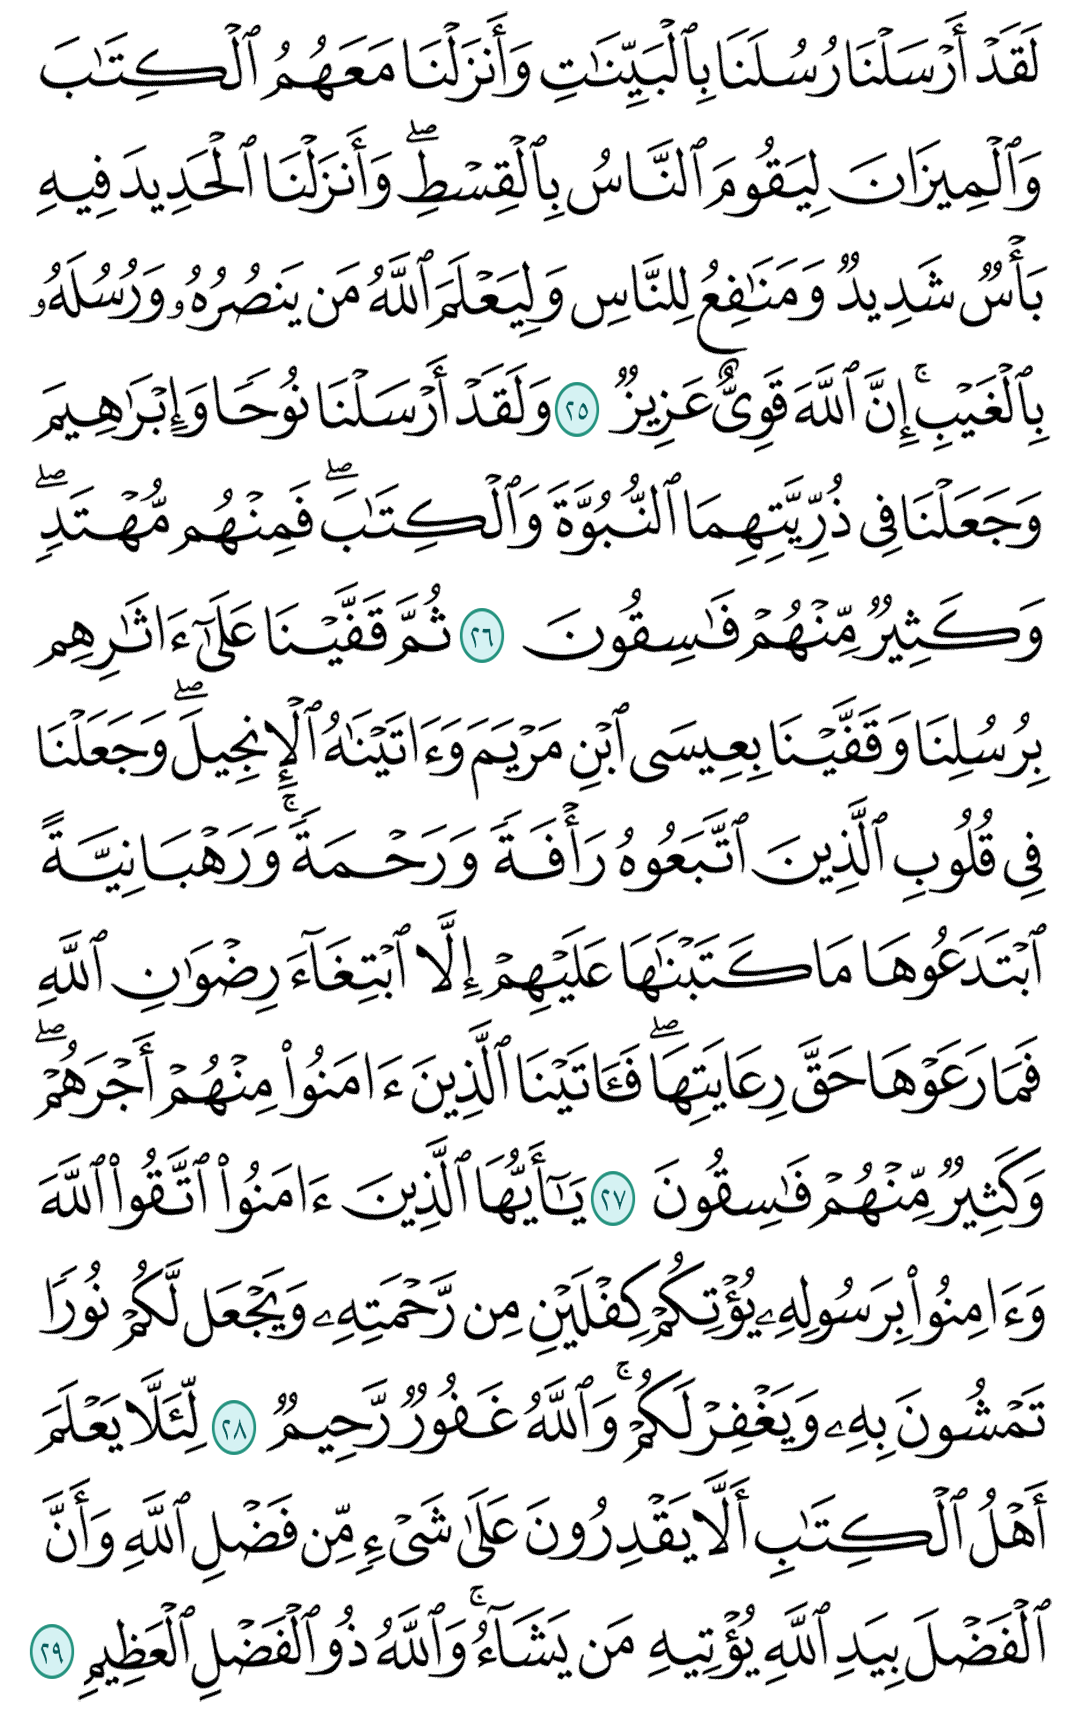 لَقَدْ أَرْسَلْنَا رُسُلَنَا بِٱلْبَيِّنَٰتِ وَأَنزَلْنَا مَعَهُمُ ٱلْكِتَٰبَ
وَٱلْمِيزَانَ لِيَقُومَ ٱلنَّاسُ بِٱلْقِسْطِۖ وَأَنزَلْنَا ٱلْحَدِيدَ فِيهِ
بَأْسٌ شَدِيدٌ وَمَنَٰفِعُ لِلنَّاسِ وَلِيَعْلَمَ ٱللَّهُ مَن يَنصُرُهُۥ وَرُسُلَهُۥ
بِٱلْغَيْبِۚ إِنَّ ٱللَّهَ قَوِىٌّ عَزِيزٌ ٢٥ وَلَقَدْ أَرْسَلْنَا نُوحًا وَإِبْرَٰهِيمَ
وَجَعَلْنَا فِى ذُرِّيَّتِهِمَا ٱلنُّبُوَّةَ وَٱلْكِتَٰبَۖ فَمِنْهُم مُّهْتَدٍۖ
وَكَثِيرٌ مِّنْهُمْ فَٰسِقُونَ ٢٦ ثُمَّ قَفَّيْنَا عَلَىٰٓ ءَاثَٰرِهِم
بِرُسُلِنَا وَقَفَّيْنَا بِعِيسَى ٱبْنِ مَرْيَمَ وَءَاتَيْنَٰهُ ٱلْإِنجِيلَۖ وَجَعَلْنَا
فِى قُلُوبِ ٱلَّذِينَ ٱتَّبَعُوهُ رَأْفَةً وَرَحْمَةًۚ وَرَهْبَانِيَّةً
ٱبْتَدَعُوهَا مَا كَتَبْنَٰهَا عَلَيْهِمْ إِلَّا ٱبْتِغَآءَ رِضْوَٰنِ ٱللَّهِ
فَمَا رَعَوْهَا حَقَّ رِعَايَتِهَاۖ فَـَٔاتَيْنَا ٱلَّذِينَ ءَامَنُوا۟ مِنْهُمْ أَجْرَهُمْۖ
وَكَثِيرٌ مِّنْهُمْ فَٰسِقُونَ ٢٧ يَٰٓأَيُّهَا ٱلَّذِينَ ءَامَنُوا۟ ٱتَّقُوا۟ ٱللَّهَ
وَءَامِنُوا۟ بِرَسُولِهِۦ يُؤْتِكُمْ كِفْلَيْنِ مِن رَّحْمَتِهِۦ وَيَجْعَل لَّكُمْ نُورًا
تَمْشُونَ بِهِۦ وَيَغْفِرْ لَكُمْۚ وَٱللَّهُ غَفُورٌ رَّحِيمٌ ٢٨ لِّئَلَّا يَعْلَمَ
أَهْلُ ٱلْكِتَٰبِ أَلَّا يَقْدِرُونَ عَلَىٰ شَىْءٍ مِّن فَضْلِ ٱللَّهِ وَأَنَّ
ٱلْفَضْلَ بِيَدِ ٱللَّهِ يُؤْتِيهِ مَن يَشَآءُۚ وَٱللَّهُ ذُو ٱلْفَضْلِ ٱلْعَظِيمِ ٢٩